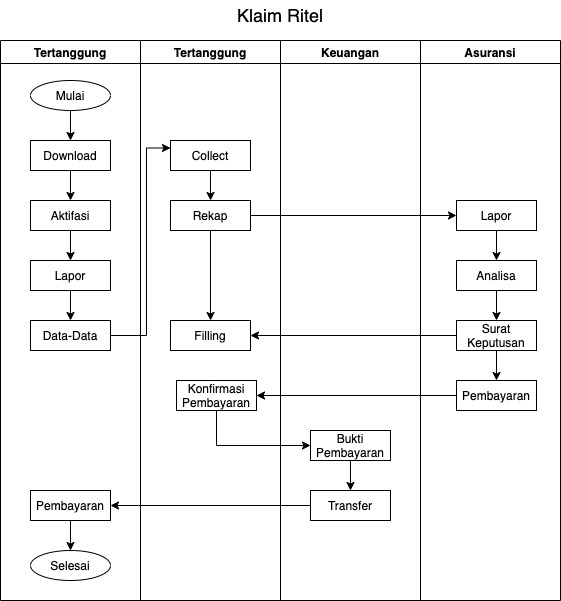 Klaim Ritel
Tertanggung
Tertanggung
Keuangan
Asuransi
Mulai
Download
Collect
Aktifasi
Rekap
Lapor
Lapor
Analisa
Data-Data
Filling
Surat
Keputusan
Konfirmasi
Pembayaran
Pembayaran
Bukti
Pembayaran
Pembayaran
Transfer
Selesai